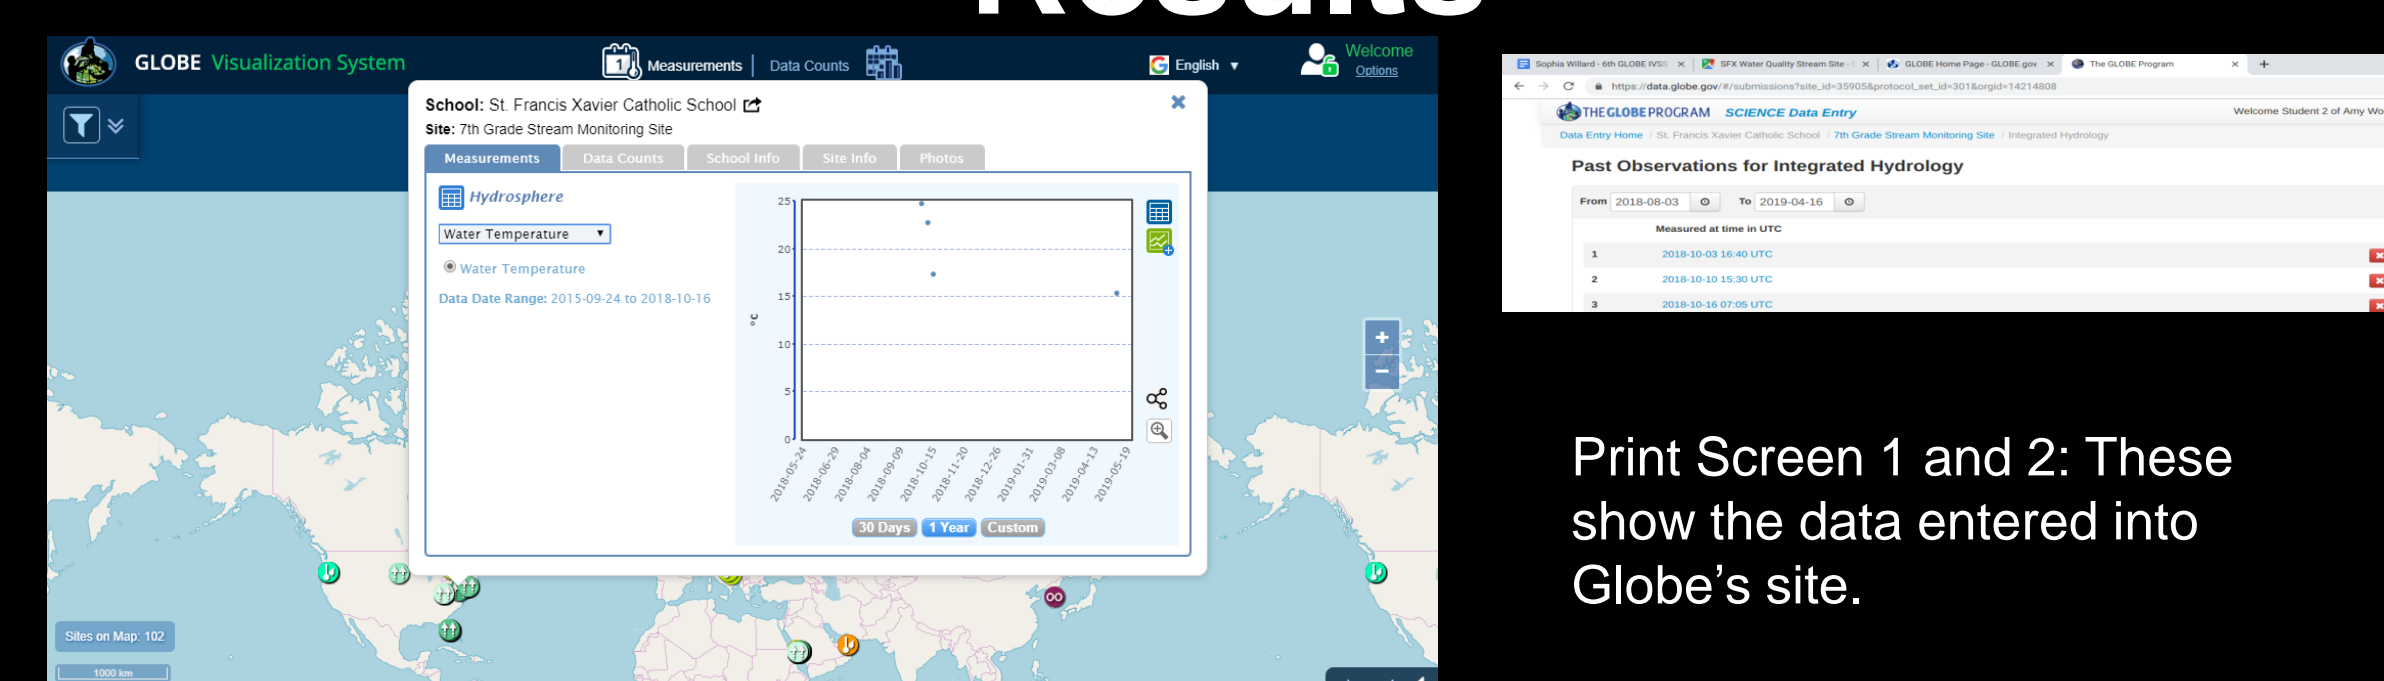 Results
GLOBE Visualization System
1 Measurements | Data Counts
English ▼
Welcome
Options
School: St. Francis Xavier Catholic School
Site: 7th Grade Stream Monitoring Site
Measurements Data Counts School Info Site Info Photos
Hydrosphere
Water Temperature ▼
Water Temperature
Data Date Range: 2015-09-24 to 2018-10-16
25
20
15
°C
10
5
0
2018-05-24 2018-06-29 2018-08-04 2018-09-09 2018-10-15 2018-11-20 2018-12-26 2019-01-31 2019-03-08 2019-04-13 2019-05-19
30 Days 1 Year Custom
+
−
Sites on Map: 102
1000 km
Sophia Willard - 6th GLOBE IVSS × SFX Water Quality Stream Site - × GLOBE Home Page - GLOBE.gov × The GLOBE Program × +
https://data.globe.gov/#/submissions?site_id=35905&protocol_set_id=301&orgid=14214808
THE GLOBE PROGRAM SCIENCE Data Entry
Welcome Student 2 of Amy Wo
Data Entry Home / St. Francis Xavier Catholic School / 7th Grade Stream Monitoring Site / Integrated Hydrology
Past Observations for Integrated Hydrology
From 2018-08-03 To 2019-04-16
Measured at time in UTC
1 2018-10-03 16:40 UTC
2 2018-10-10 15:30 UTC
3 2018-10-16 07:05 UTC
Print Screen 1 and 2: These
show the data entered into
Globe’s site.